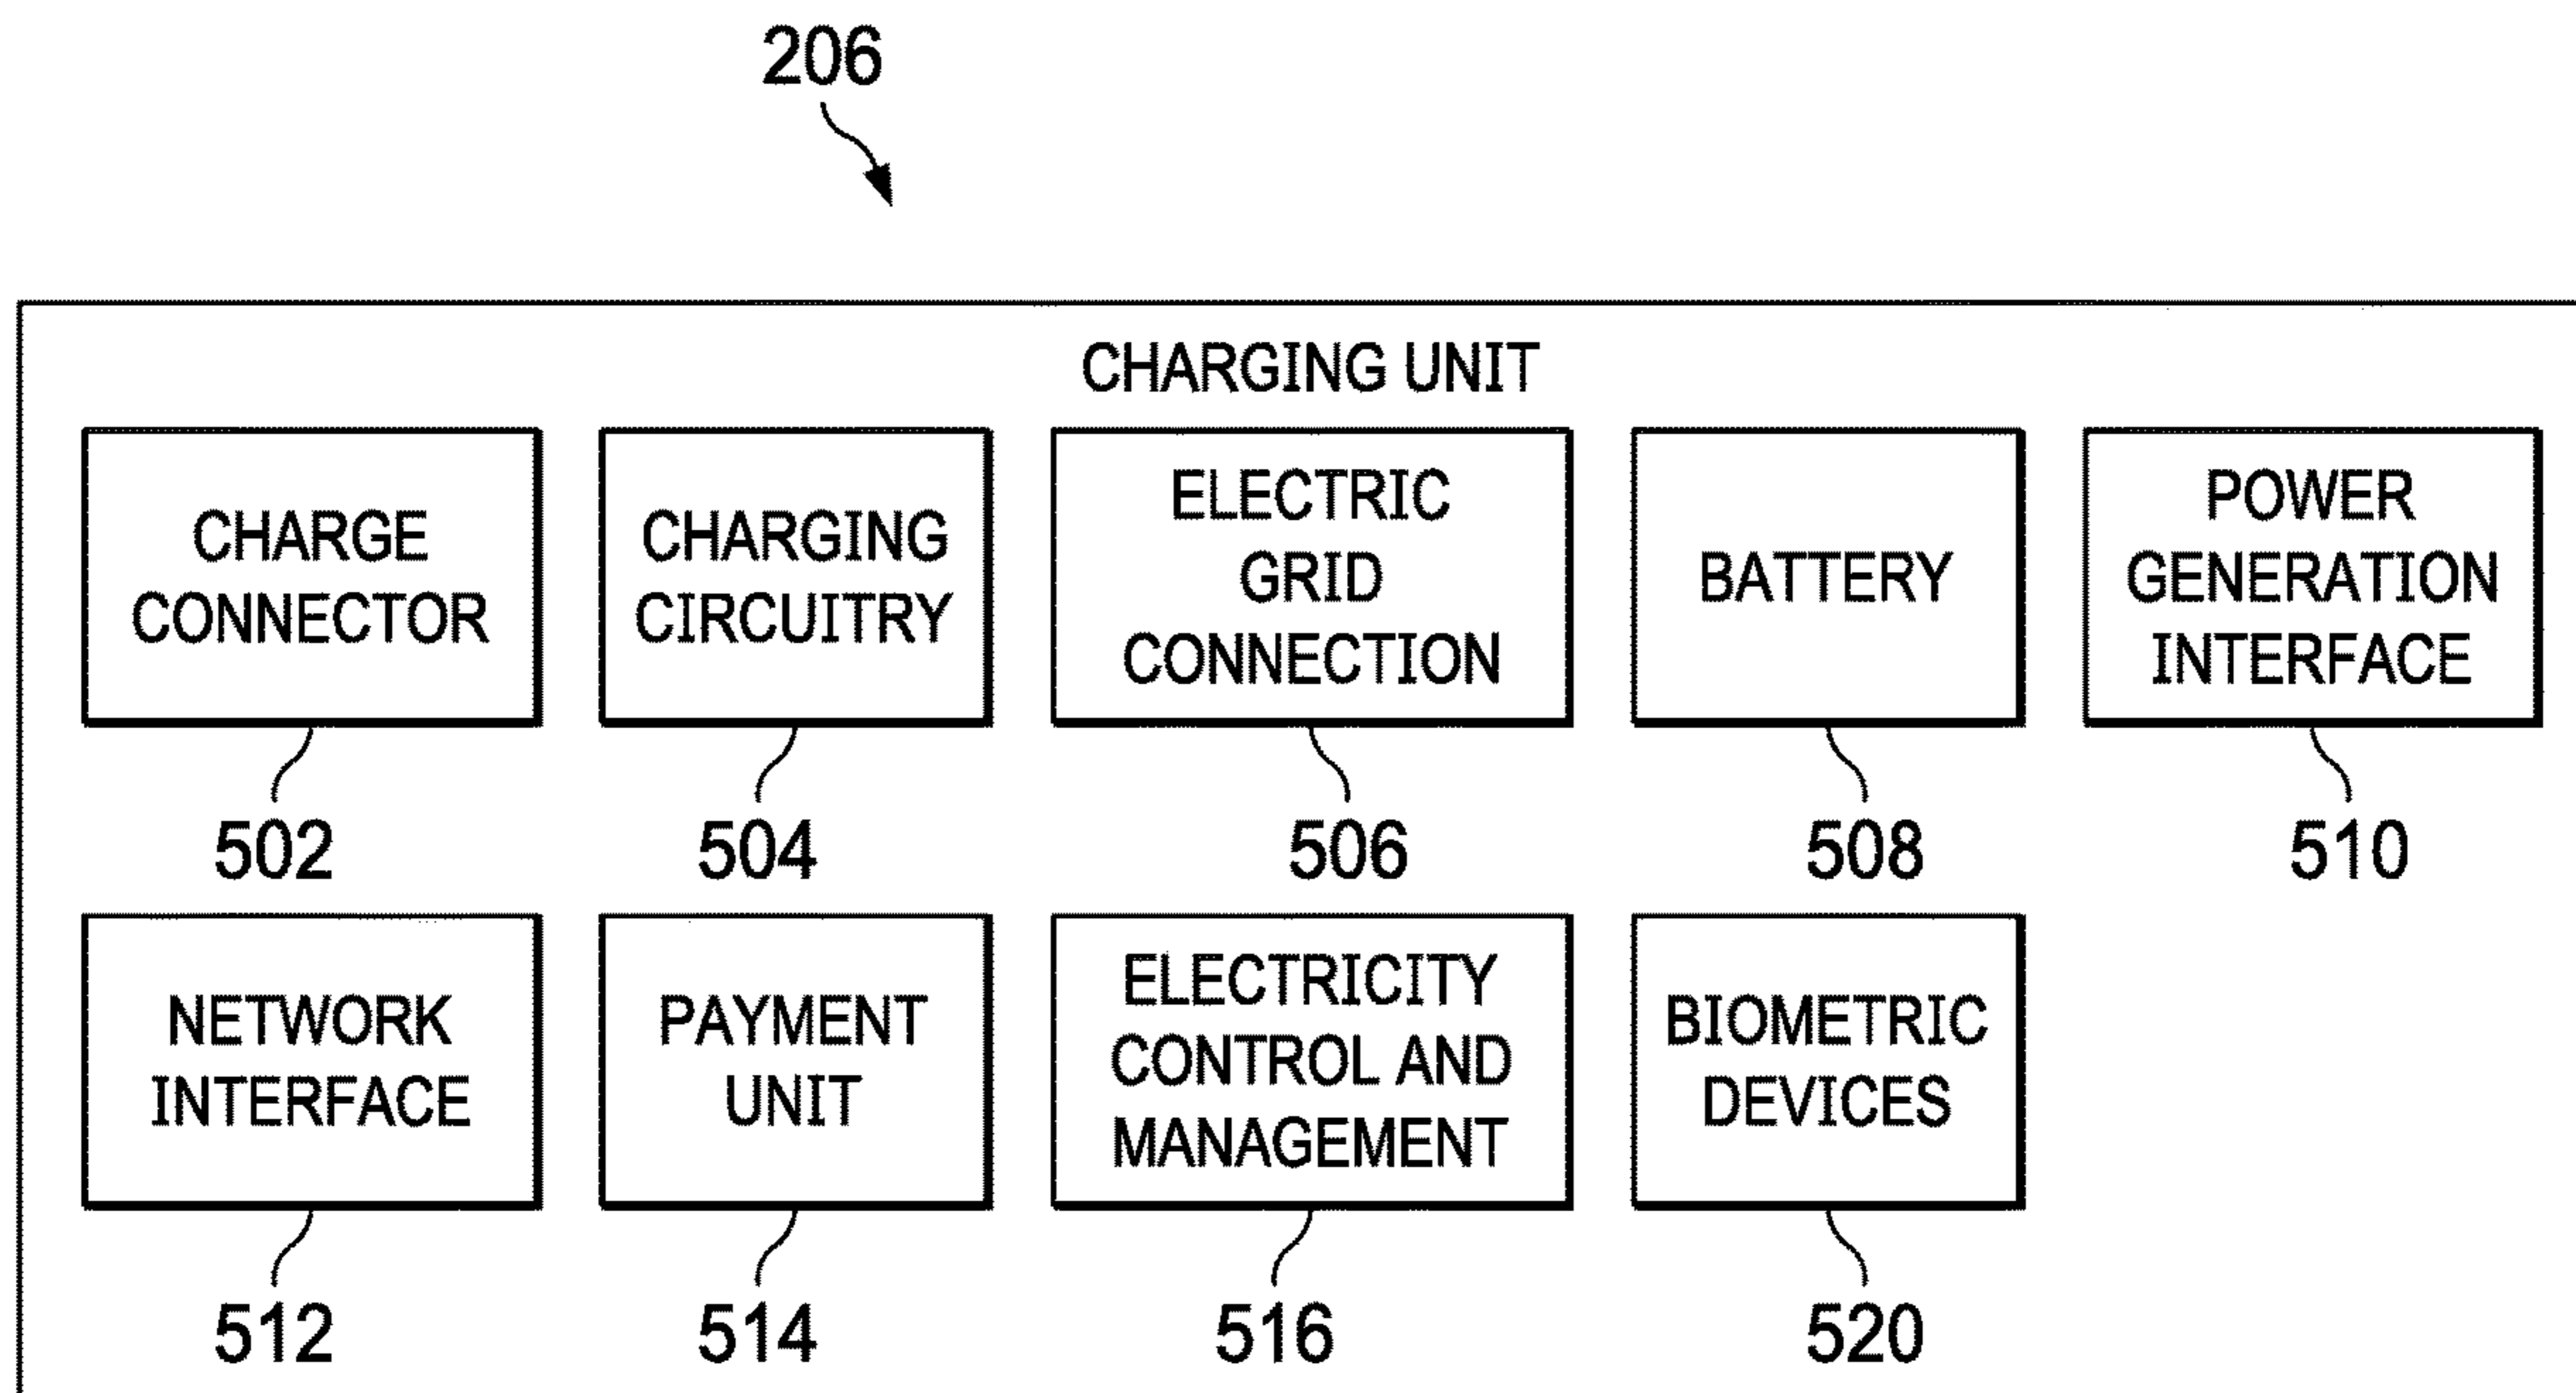 206
CHARGING UNIT
CHARGE
CONNECTOR
502
CHARGING
CIRCUITRY
504
ELECTRIC
GRID
CONNECTION
506
BATTERY
508
POWER
GENERATION
INTERFACE
510
NETWORK
INTERFACE
512
PAYMENT
UNIT
514
ELECTRICITY
CONTROL AND
MANAGEMENT
516
BIOMETRIC
DEVICES
520